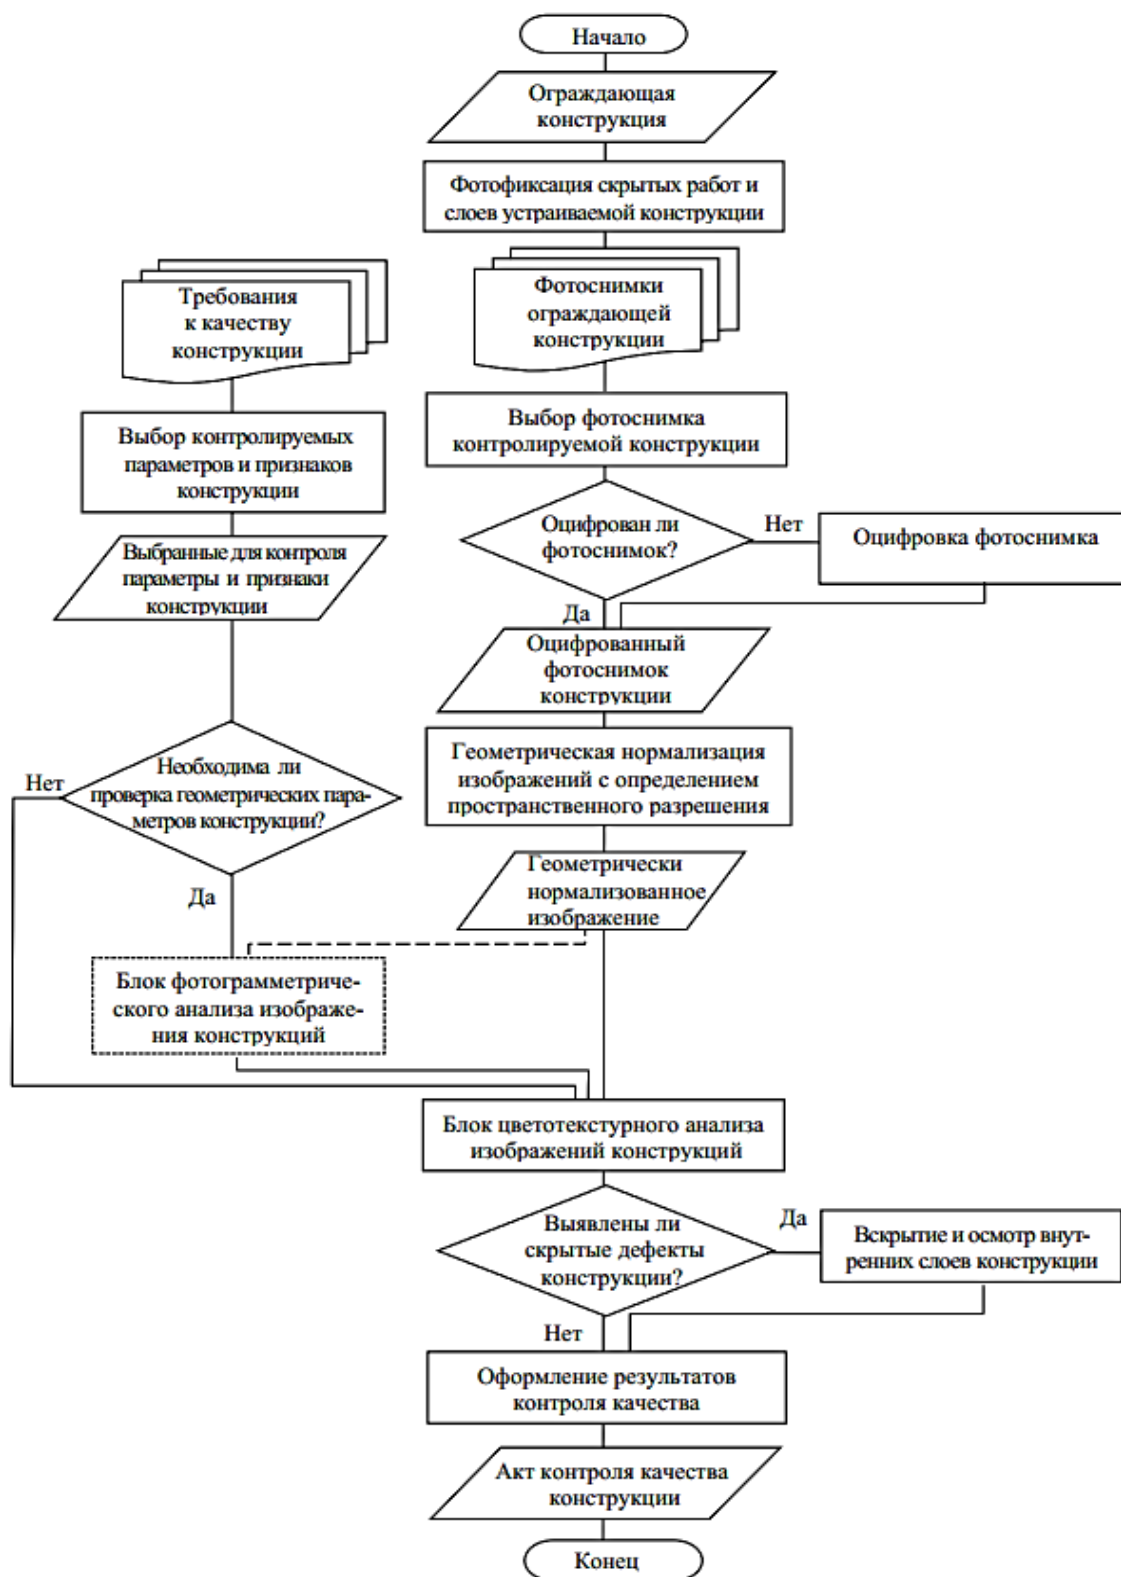 Начало
Ограждающая
конструкция
Фотофиксация скрытых работ и
слоев устраиваемой конструкции
Требования
к качеству
конструкции
Фотоснимки
ограждающей
конструкции
Выбор контролируемых
параметров и признаков
конструкции
Выбор фотоснимка
контролируемой конструкции
Выбранные для контроля
параметры и признаки
конструкции
Оцифрован ли
фотоснимок?
Нет
Оцифровка фотоснимка
Да
Оцифрованный
фотоснимок
конструкции
Необходима ли
проверка геометрических пара-
метров конструкции?
Нет
Да
Геометрическая нормализация
изображений с определением
пространственного разрешения
Геометрически
нормализованное
изображение
Блок фотограмметриче-
ского анализа изображе-
ния конструкций
Блок цветотекстурного анализа
изображений конструкций
Выявлены ли
скрытые дефекты
конструкции?
Да
Вскрытие и осмотр внут-
ренних слоев конструкции
Нет
Оформление результатов
контроля качества
Акт контроля качества
конструкции
Конец